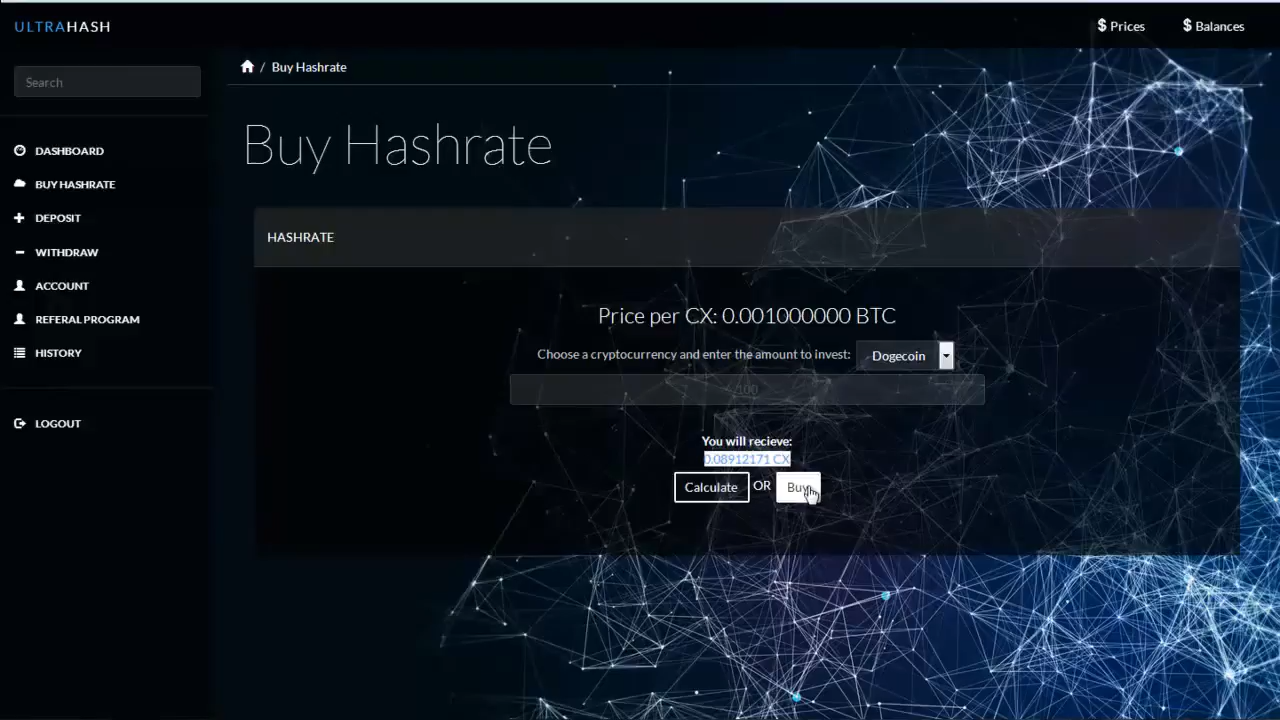 ULTRAHASH
$ Prices
$ Balances
Search
/ Buy Hashrate
DASHBOARD
BUY HASHRATE
DEPOSIT
WITHDRAW
ACCOUNT
REFERAL PROGRAM
HISTORY
LOGOUT
Buy Hashrate
HASHRATE
Price per CX: 0.001000000 BTC
Choose a cryptocurrency and enter the amount to invest: Dogecoin
100
You will recieve:
0.08912171 CX
Calculate OR Buy